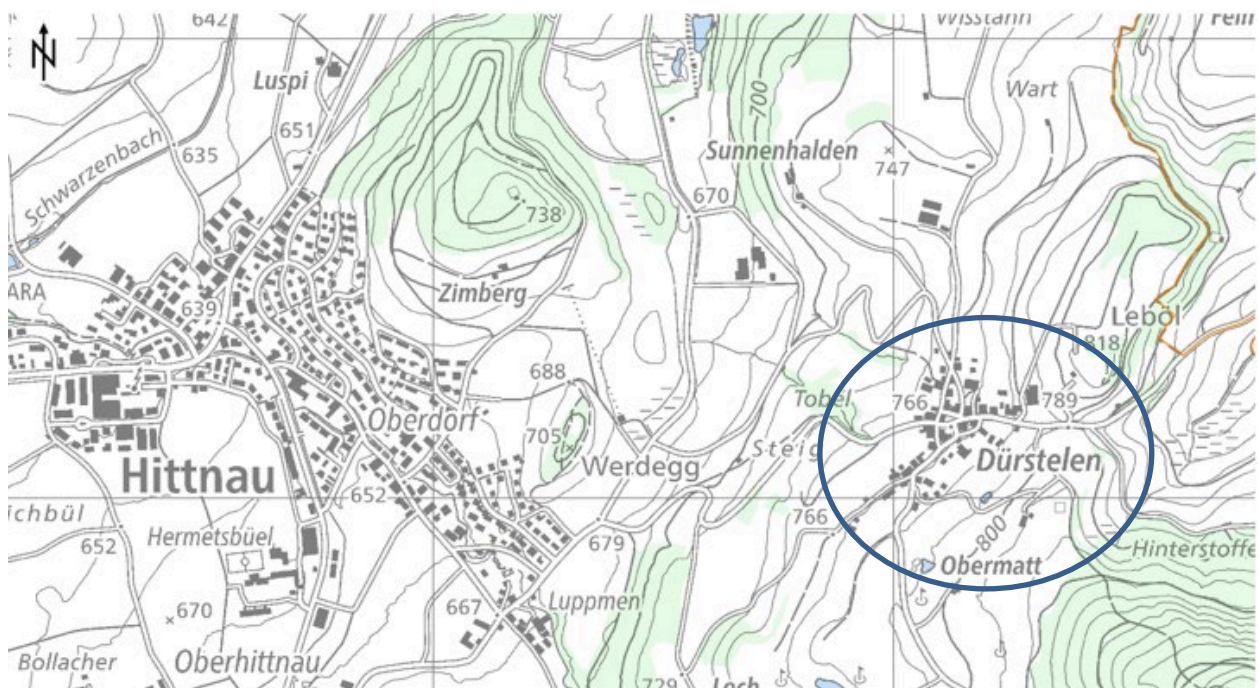 642
Wisstann
N
Luspi
700
Wart
651
Sunnenhalden
747
635
Schwarzenbach
738
670
ARA
Zimberg
639
Leböl
818
688
Tobel
766
789
Oberdorf
705
Steig
Werdegg
Dürstelen
Hittnau
652
ichbül
652
766
679
800
Hermetsbüel
Obermatt
Hinterstoffe
670
667
Luppmen
Bollacher
Oberhittnau
729
Loch